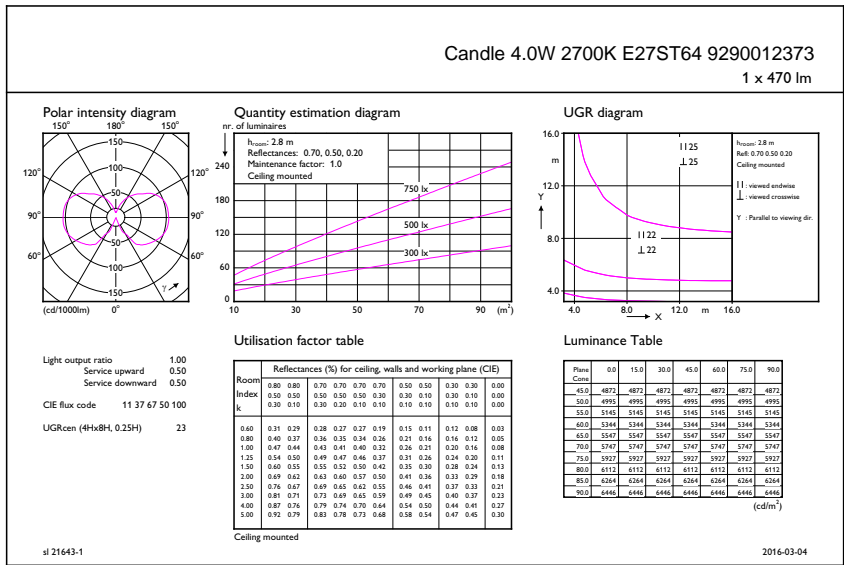 Candle 4.0W 2700K E27ST64 9290012373
1 x 470 lm
Polar intensity diagram
150° 180° 150°
150
120° 100 120°
50
90° 90°
50
60° 100 60°
150
γ
(cd/1000lm) 0°
Quantity estimation diagram
nr. of luminaires
hroom: 2.8 m
Reflectances: 0.70, 0.50, 0.20
Maintenance factor: 1.0
Ceiling mounted
240
180
120
60
0
750 lx
500 lx
300 lx
10 30 50 70 90 (m²)
UGR diagram
16.0
m
12.0
Y
8.0
4.0
II25
⊥25
II22
⊥22
4.0 8.0 12.0 m 16.0
X
hroom: 2.8 m
Refl: 0.70 0.50 0.20
Ceiling mounted
II : viewed endwise
⊥ : viewed crosswise
Y : Parallel to viewing dir.
Light output ratio 1.00
Service upward 0.50
Service downward 0.50
CIE flux code 11 37 67 50 100
UGRcen (4Hx8H, 0.25H) 23
Utilisation factor table
Reflectances (%) for ceiling, walls and working plane (CIE)
Room
Index
k
0.80 0.80 0.70 0.70 0.70 0.70 0.50 0.50 0.30 0.30 0.00
0.50 0.50 0.50 0.50 0.50 0.30 0.30 0.10 0.30 0.10 0.00
0.30 0.10 0.30 0.20 0.10 0.10 0.10 0.10 0.10 0.10 0.00
0.60 0.31 0.29 0.28 0.27 0.27 0.19 0.15 0.11 0.12 0.08 0.03
0.80 0.40 0.37 0.36 0.35 0.34 0.26 0.21 0.16 0.16 0.12 0.05
1.00 0.47 0.44 0.43 0.41 0.40 0.32 0.26 0.21 0.20 0.16 0.08
1.25 0.54 0.50 0.49 0.47 0.46 0.37 0.31 0.26 0.24 0.20 0.11
1.50 0.60 0.55 0.55 0.52 0.50 0.42 0.35 0.30 0.28 0.24 0.13
2.00 0.69 0.62 0.63 0.60 0.57 0.50 0.41 0.36 0.33 0.29 0.18
2.50 0.76 0.67 0.69 0.65 0.62 0.55 0.46 0.41 0.37 0.33 0.21
3.00 0.81 0.71 0.73 0.69 0.65 0.59 0.49 0.45 0.40 0.37 0.23
4.00 0.87 0.76 0.79 0.74 0.70 0.64 0.54 0.50 0.44 0.41 0.27
5.00 0.92 0.79 0.83 0.78 0.73 0.68 0.58 0.54 0.47 0.45 0.30
Ceiling mounted
Luminance Table
Plane 0.0 15.0 30.0 45.0 60.0 75.0 90.0
Cone
45.0 4872 4872 4872 4872 4872 4872 4872
50.0 4995 4995 4995 4995 4995 4995 4995
55.0 5145 5145 5145 5145 5145 5145 5145
60.0 5344 5344 5344 5344 5344 5344 5344
65.0 5547 5547 5547 5547 5547 5547 5547
70.0 5747 5747 5747 5747 5747 5747 5747
75.0 5927 5927 5927 5927 5927 5927 5927
80.0 6112 6112 6112 6112 6112 6112 6112
85.0 6264 6264 6264 6264 6264 6264 6264
90.0 6446 6446 6446 6446 6446 6446 6446
(cd/m²)
sl 21643-1
2016-03-04